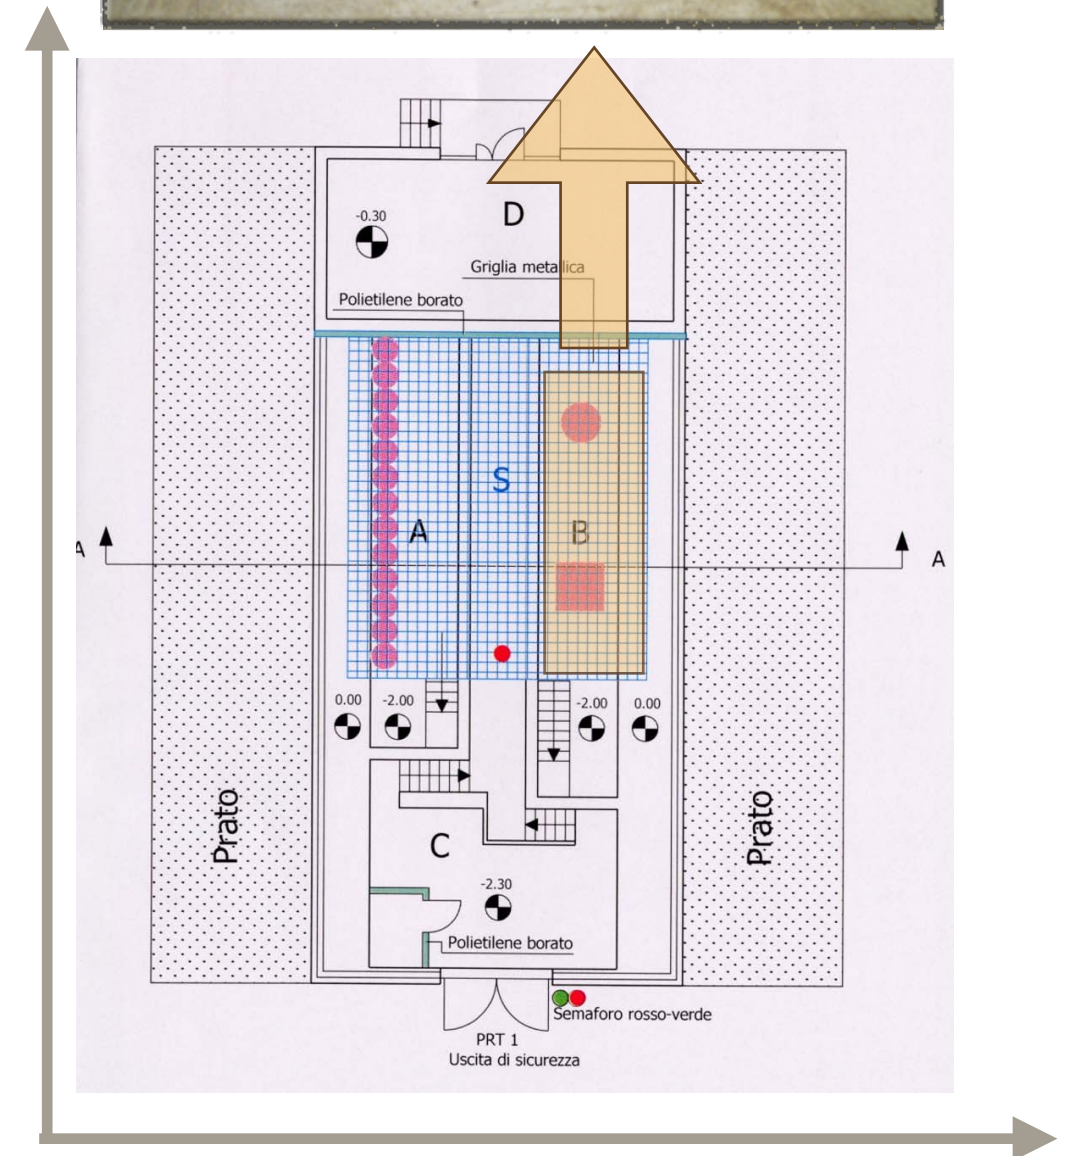 D
-0.30
Griglia metallica
Polietilene borato
S
A
B
A
A
0.00
-2.00
-2.00
0.00
Prato
Prato
C
-2.30
Polietilene borato
Semaforo rosso-verde
PRT 1
Uscita di sicurezza